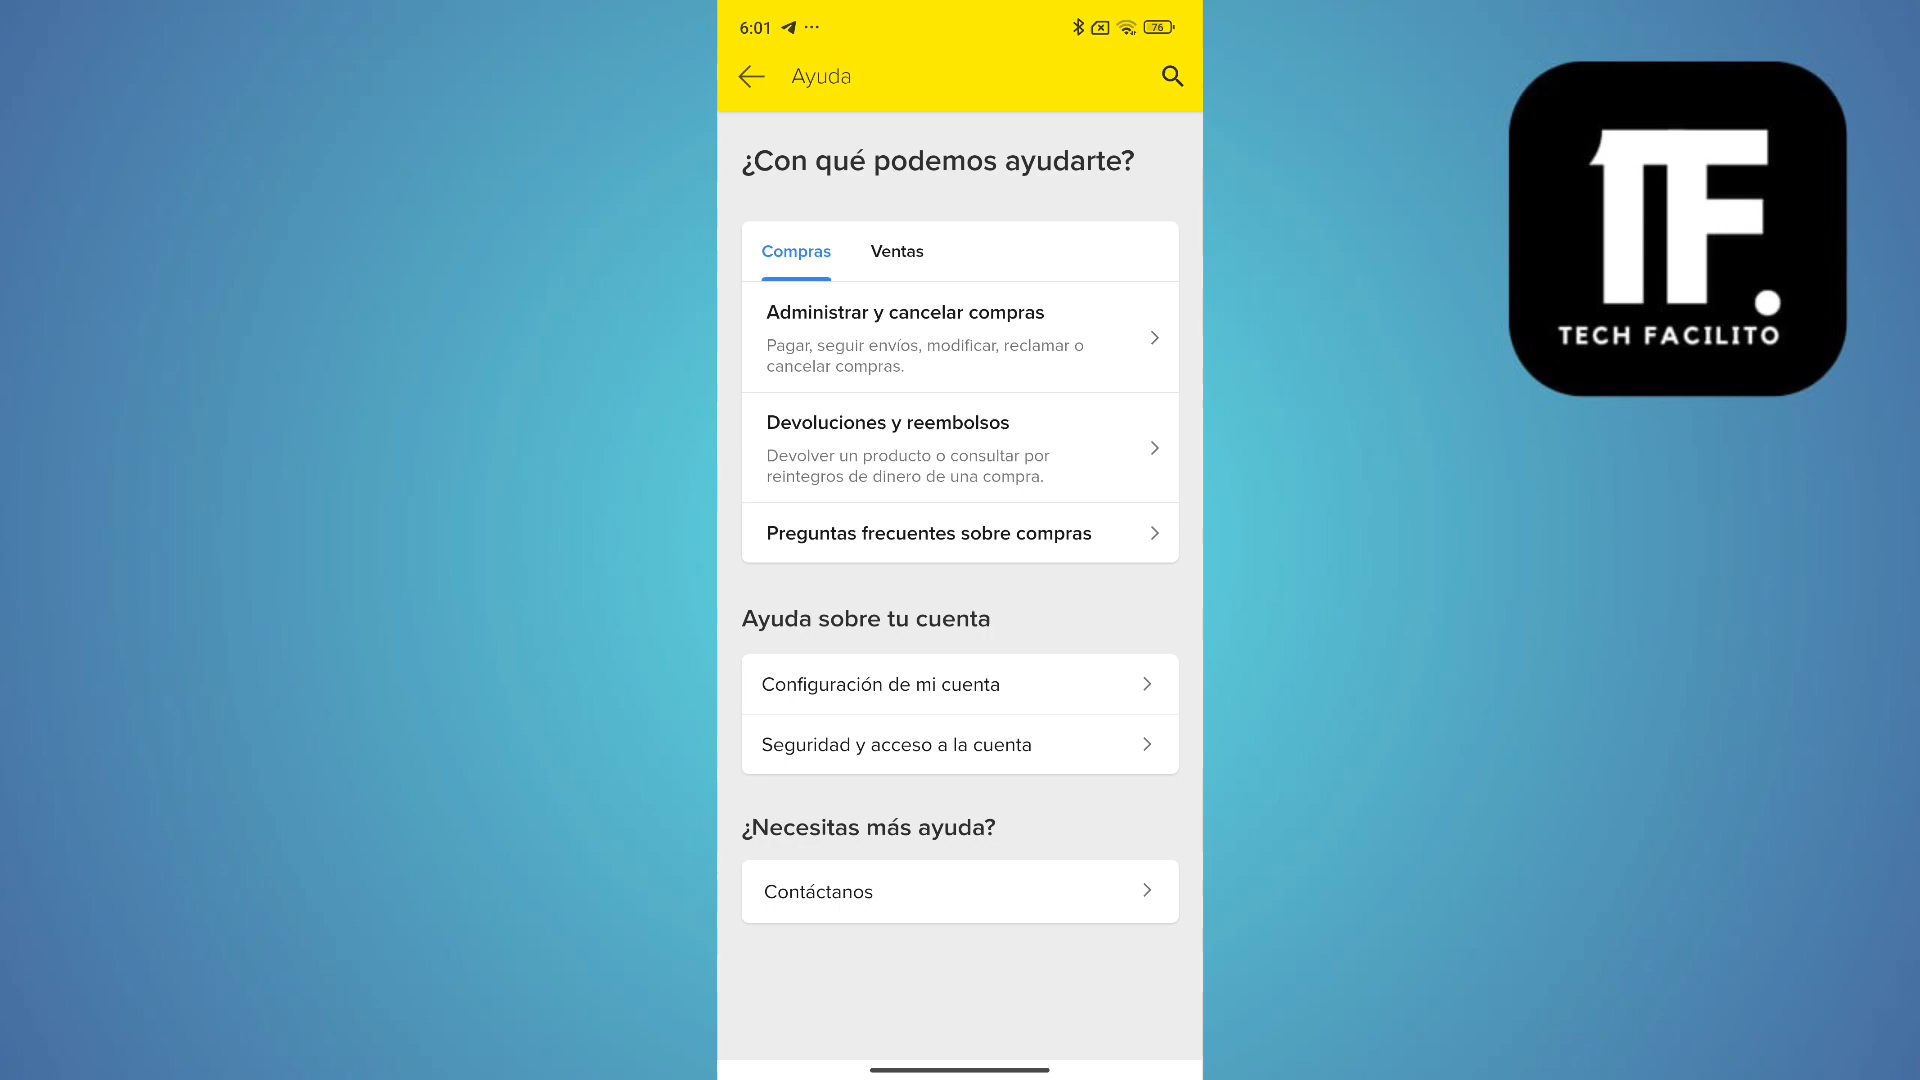 6:01
76
Ayuda
¿Con qué podemos ayudarte?
Compras
Ventas
Administrar y cancelar compras
Pagar, seguir envíos, modificar, reclamar o
cancelar compras.
Devoluciones y reembolsos
Devolver un producto o consultar por
reintegros de dinero de una compra.
Preguntas frecuentes sobre compras
Ayuda sobre tu cuenta
Configuración de mi cuenta
Seguridad y acceso a la cuenta
¿Necesitas más ayuda?
Contáctanos
TF.
TECH FACILITO